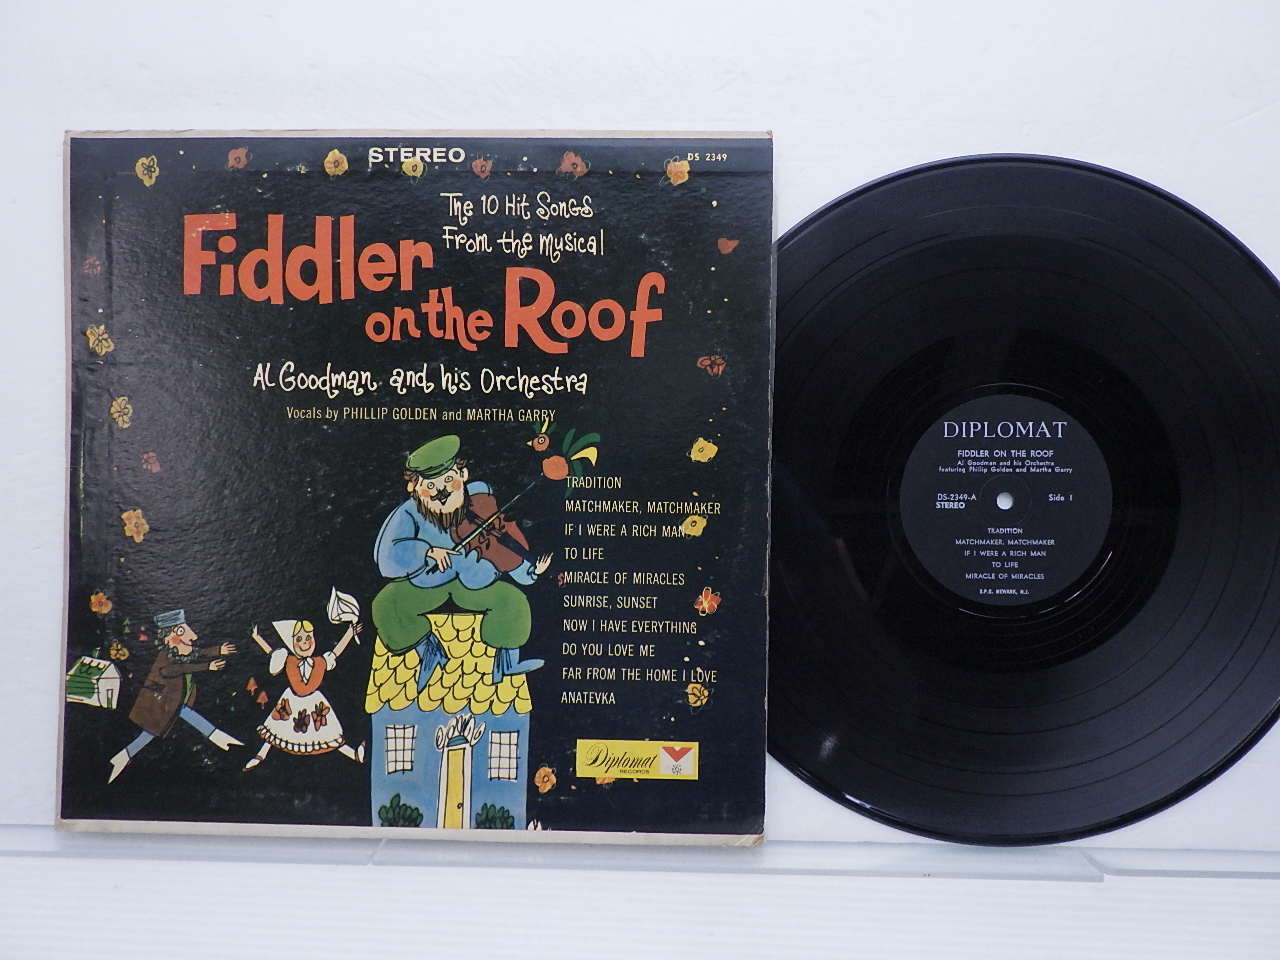 STEREO
DS 2349
The 10 Hit Songs
From the Musical
Fiddler
on the Roof
Al Goodman and his Orchestra
Vocals by PHILLIP GOLDEN and MARTHA GARRY
TRADITION
MATCHMAKER, MATCHMAKER
IF I WERE A RICH MAN
TO LIFE
MIRACLE OF MIRACLES
SUNRISE, SUNSET
NOW I HAVE EVERYTHING
DO YOU LOVE ME
FAR FROM THE HOME I LOVE
ANATEVKA
Diplomat
RECORDS
DIPLOMAT
FIDDLER ON THE ROOF
Al Goodman and his Orchestra
featuring Phillip Golden and Martha Garry
DS-2349-A Side 1
STEREO
TRADITION
MATCHMAKER, MATCHMAKER
IF I WERE A RICH MAN
TO LIFE
MIRACLE OF MIRACLES
S.P.C. NEWARK, N.J.